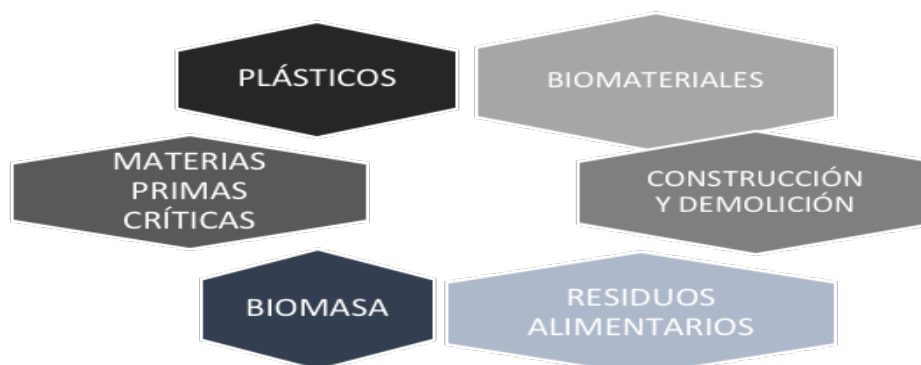 PLÁSTICOS
BIOMATERIALES
MATERIAS
PRIMAS
CRÍTICAS
CONSTRUCCIÓN
Y DEMOLICIÓN
BIOMASA
RESIDUOS
ALIMENTARIOS